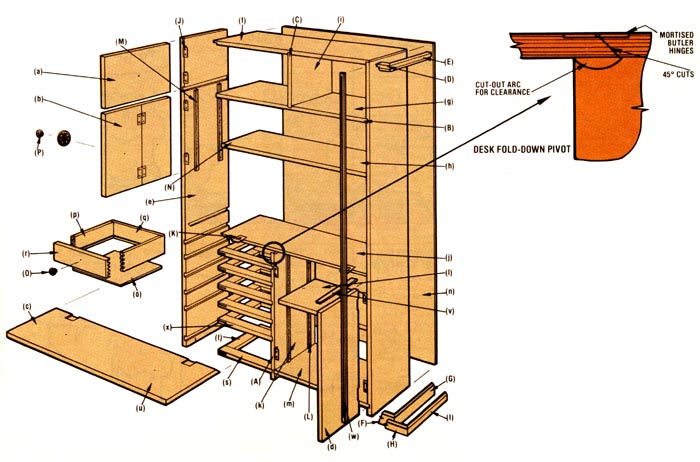 (J)
(f)
(C)
(i)
(M)
(E)
(D)
(a)
(g)
(b)
(B)
(P)
(h)
(N)
(e)
(p)
(q)
(K)
(r)
(j)
(O)
(l)
(o)
(n)
(v)
(c)
(x)
(t)
(s)
(A)
(k)
(m)
(L)
(u)
(G)
(I)
(F)
(H)
(w)
(d)
MORTISED
BUTLER
HINGES
45° CUTS
CUT-OUT ARC
FOR CLEARANCE
DESK FOLD-DOWN PIVOT